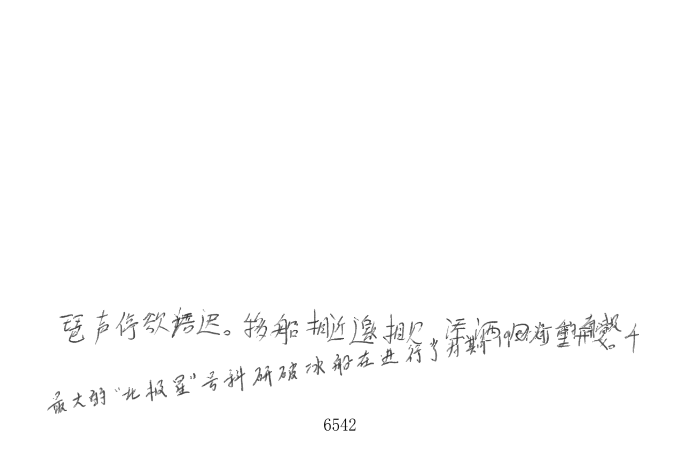 琶声停欲语迟。移船相近邀相见，添酒回灯重开宴。千
最大的“北极星”号科研破冰船在进行了为期
6542